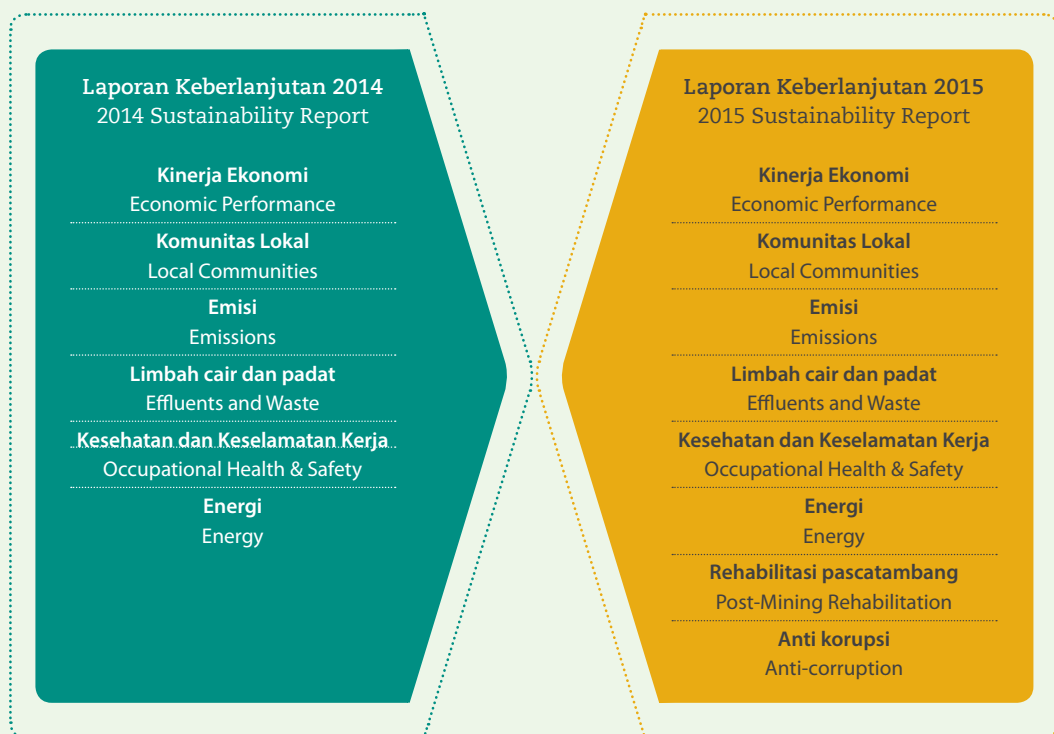 Laporan Keberlanjutan 2014
2014 Sustainability Report
Kinerja Ekonomi
Economic Performance
Komunitas Lokal
Local Communities
Emisi
Emissions
Limbah cair dan padat
Effluents and Waste
Kesehatan dan Keselamatan Kerja
Occupational Health & Safety
Energi
Energy
Laporan Keberlanjutan 2015
2015 Sustainability Report
Kinerja Ekonomi
Economic Performance
Komunitas Lokal
Local Communities
Emisi
Emissions
Limbah cair dan padat
Effluents and Waste
Kesehatan dan Keselamatan Kerja
Occupational Health & Safety
Energi
Energy
Rehabilitasi pascatambang
Post-Mining Rehabilitation
Anti korupsi
Anti-corruption